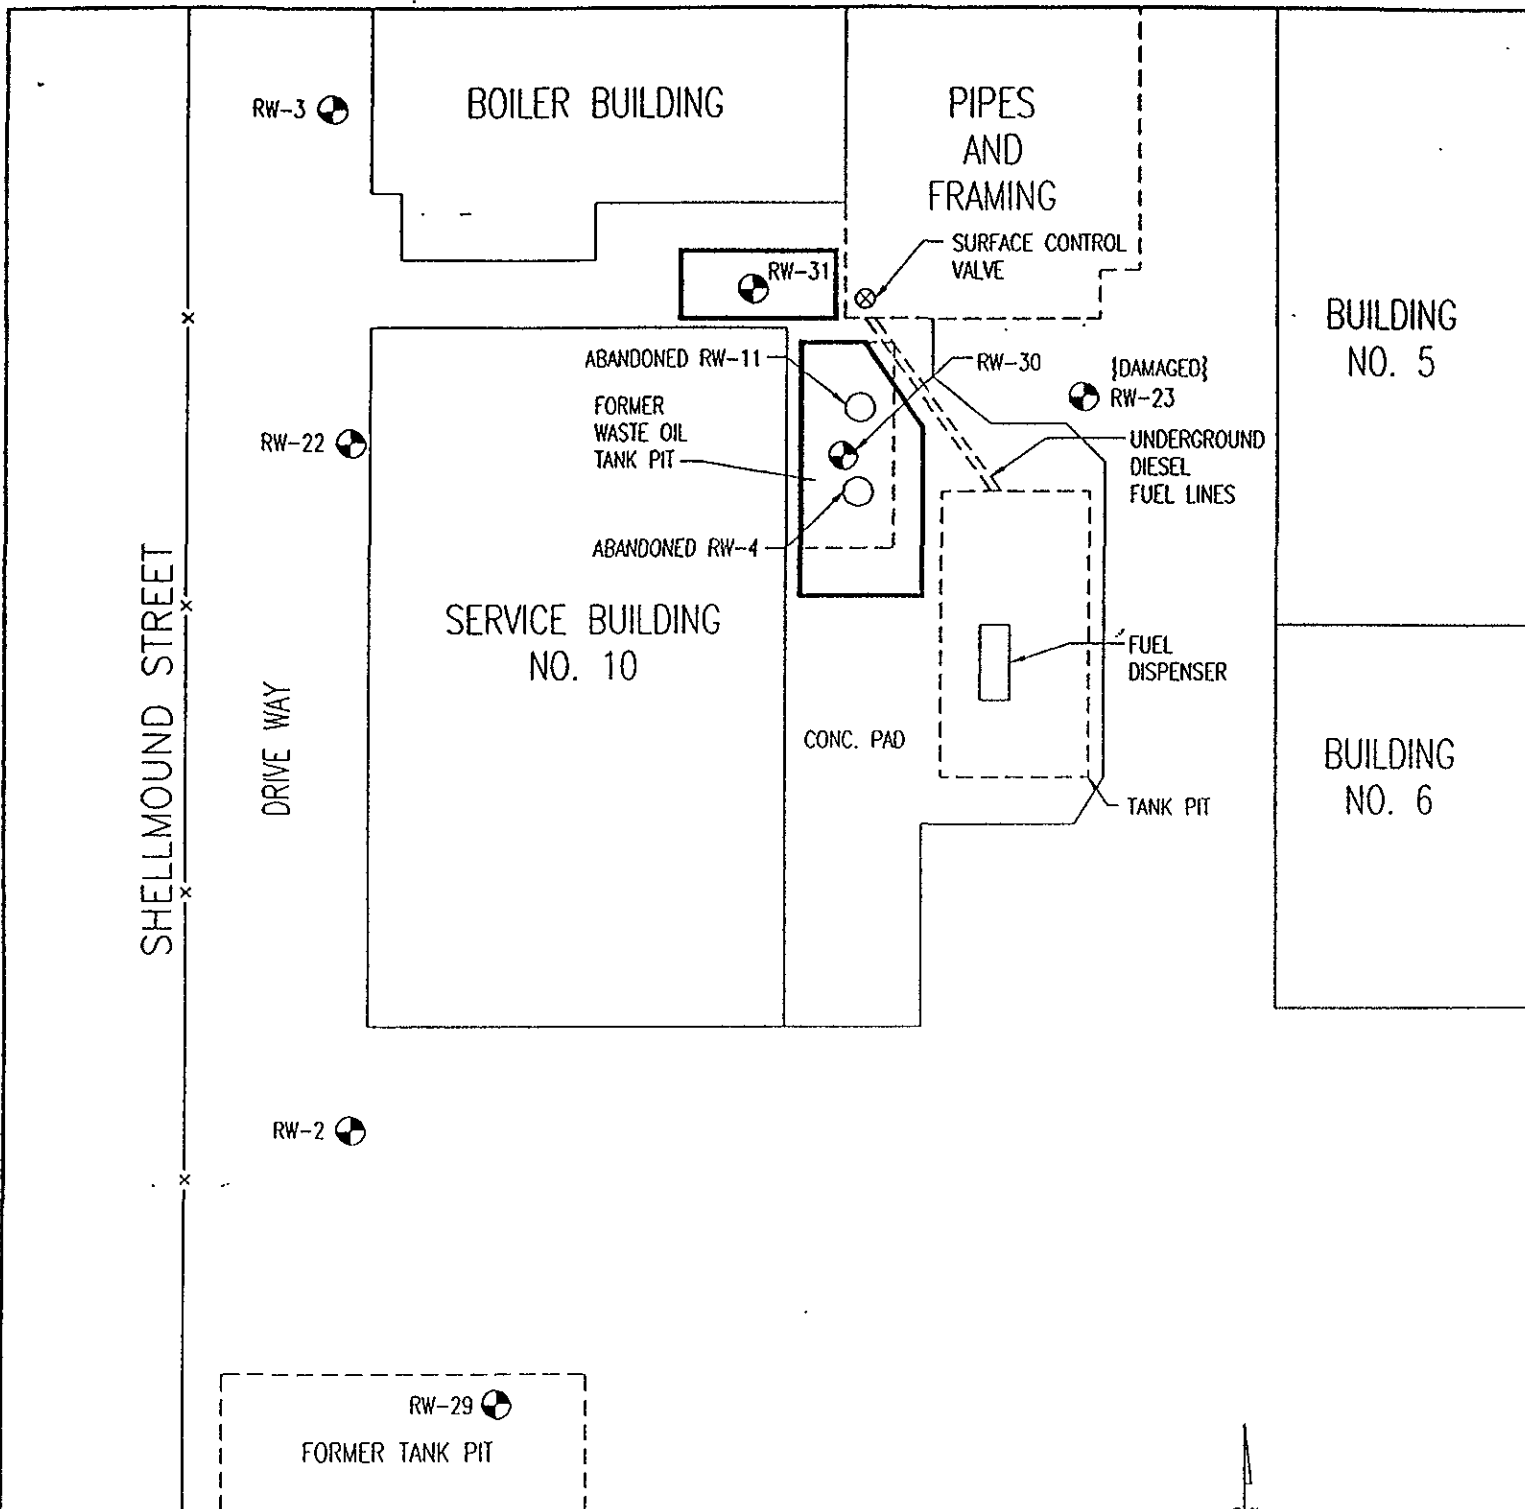 RW-3
BOILER BUILDING
PIPES
AND
FRAMING
SURFACE CONTROL
VALVE
RW-31
BUILDING
NO. 5
ABANDONED RW-11
RW-30
{DAMAGED}
RW-23
FORMER
WASTE OIL
TANK PIT
RW-22
UNDERGROUND
DIESEL
FUEL LINES
ABANDONED RW-4
SERVICE BUILDING
NO. 10
FUEL
DISPENSER
SHELLMOUND STREET
DRIVE WAY
CONC. PAD
BUILDING
NO. 6
TANK PIT
RW-2
RW-29
FORMER TANK PIT